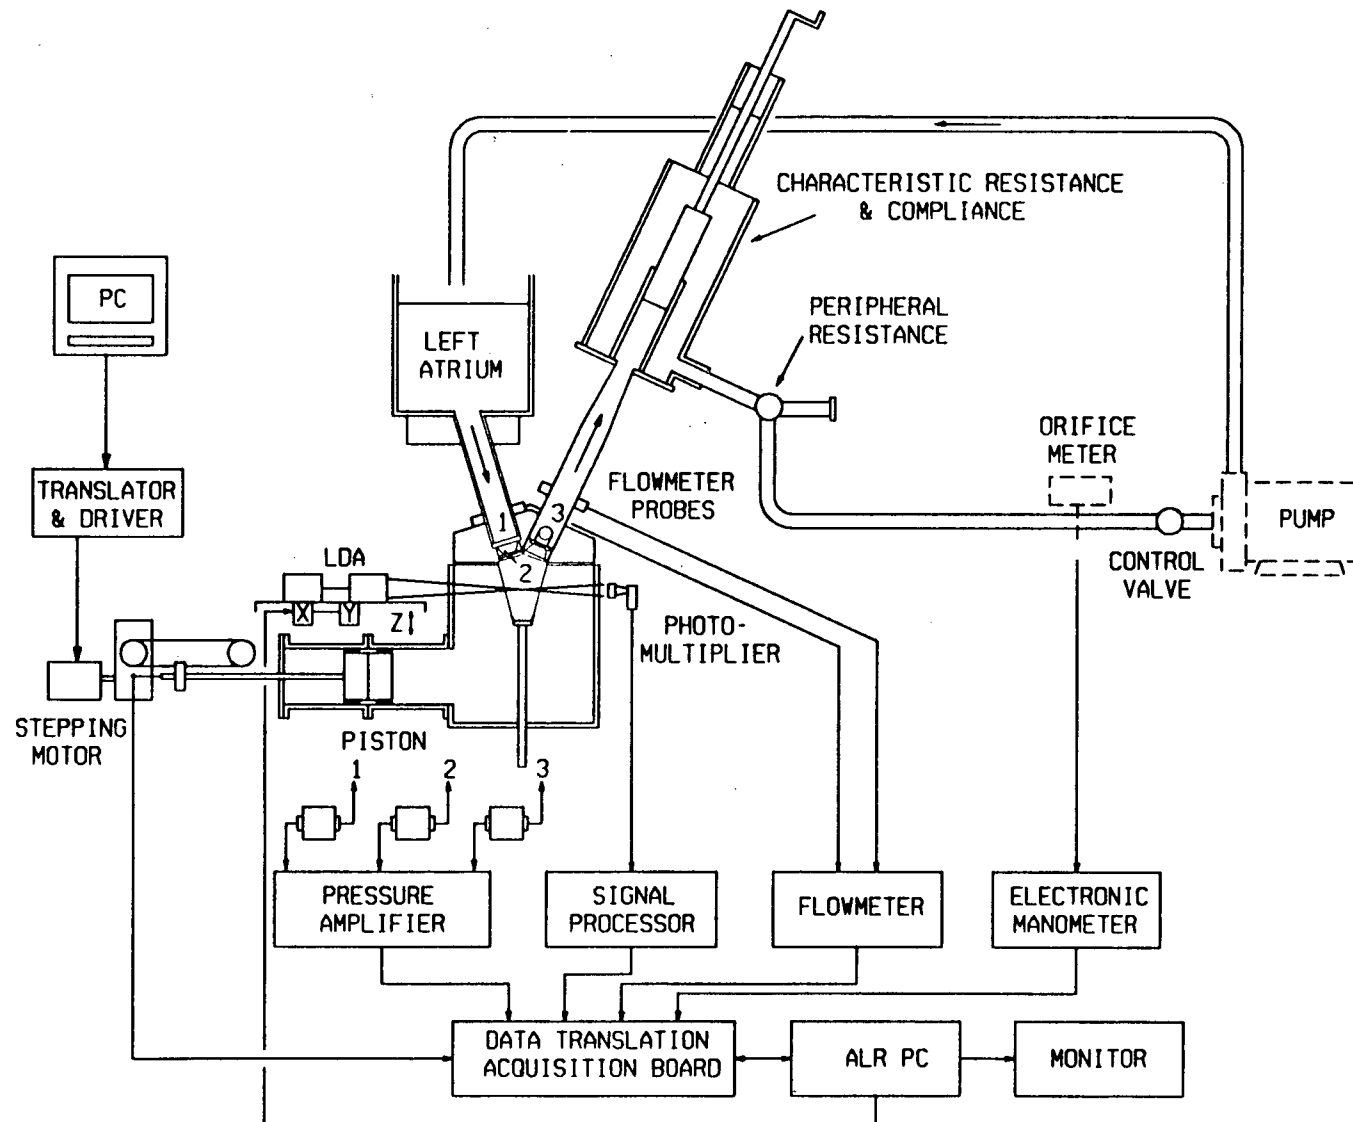 CHARACTERISTIC RESISTANCE
& COMPLIANCE
PC
LEFT
ATRIUM
PERIPHERAL
RESISTANCE
ORIFICE
METER
TRANSLATOR
& DRIVER
FLOWMETER
PROBES
1
3
2
PUMP
LDA
CONTROL
VALVE
X
Y
Z
PHOTO-
MULTIPLIER
STEPPING
MOTOR
PISTON
1
2
3
PRESSURE
AMPLIFIER
SIGNAL
PROCESSOR
FLOWMETER
ELECTRONIC
MANOMETER
DATA TRANSLATION
ACQUISITION BOARD
ALR PC
MONITOR